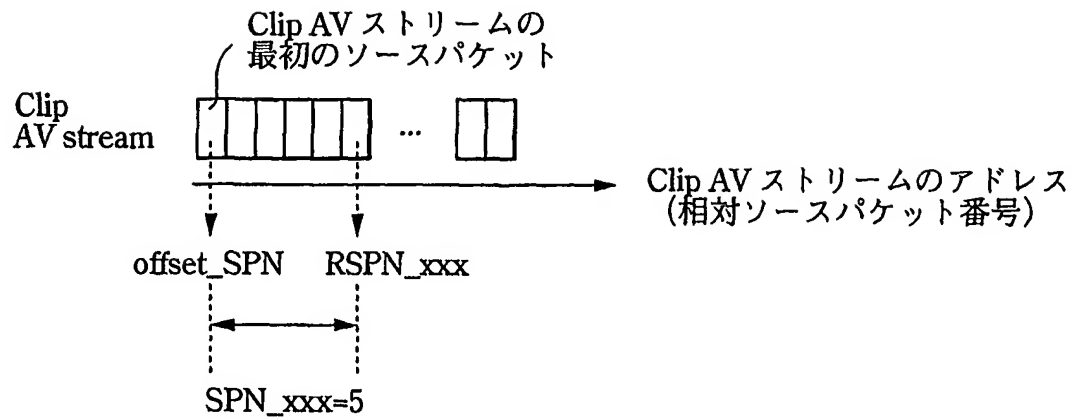 Clip AV ストリームの
最初のソースパケット
Clip
AV stream
...
Clip AV ストリームのアドレス
(相対ソースパケット番号)
offset_SPN RSPN_xxx
SPN_xxx=5